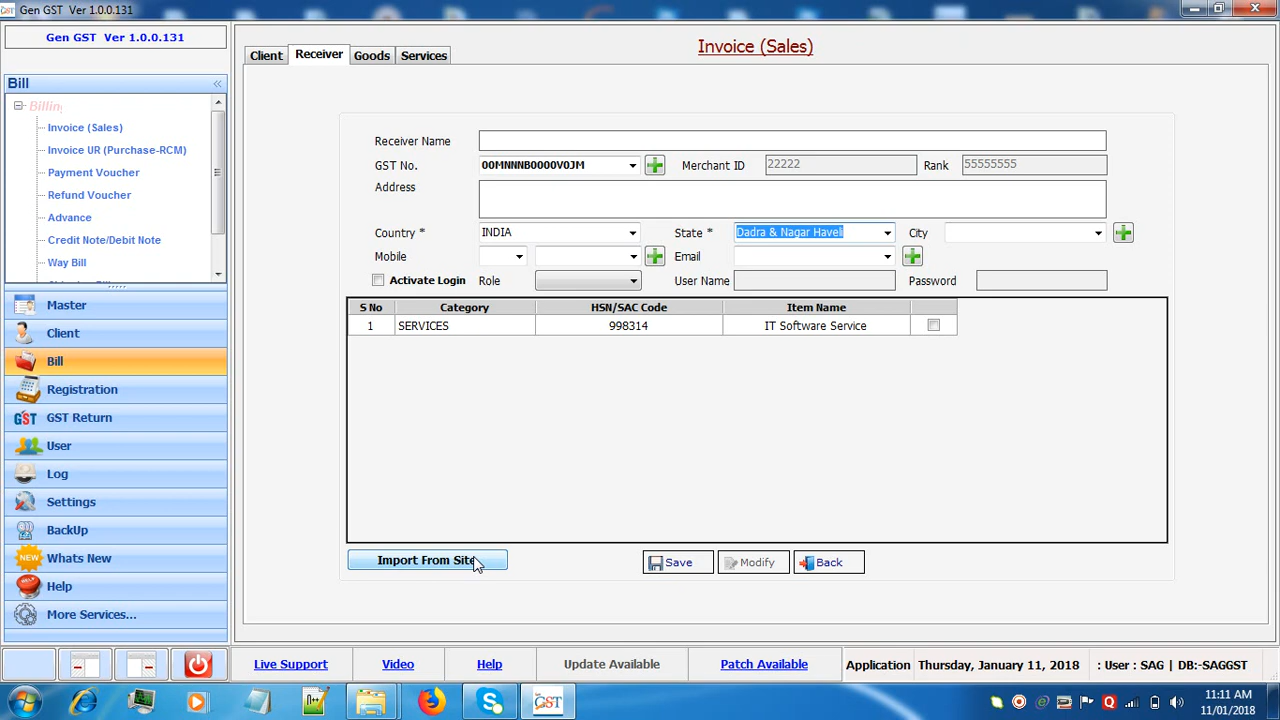 Gen GST Ver 1.0.0.131
Gen GST Ver 1.0.0.131
Bill
Billing
Invoice (Sales)
Invoice UR (Purchase-RCM)
Payment Voucher
Refund Voucher
Advance
Credit Note/Debit Note
Way Bill
Master
Client
Bill
Registration
GST GST Return
User
Log
Settings
BackUp
NEW Whats New
Help
More Services...
Invoice (Sales)
Client Receiver Goods Services
Receiver Name
GST No. 00MNNNB0000V0JM Merchant ID 22222 Rank 55555555
Address
Country * INDIA State * Dadra & Nagar Haveli City
Mobile Email
Activate Login Role User Name Password
S No Category HSN/SAC Code Item Name
1 SERVICES 998314 IT Software Service
Import From Site Save Modify Back
Live Support Video Help Update Available Patch Available Application Thursday, January 11, 2018 : User : SAG | DB:-SAGGST
GST
11:11 AM
11/01/2018